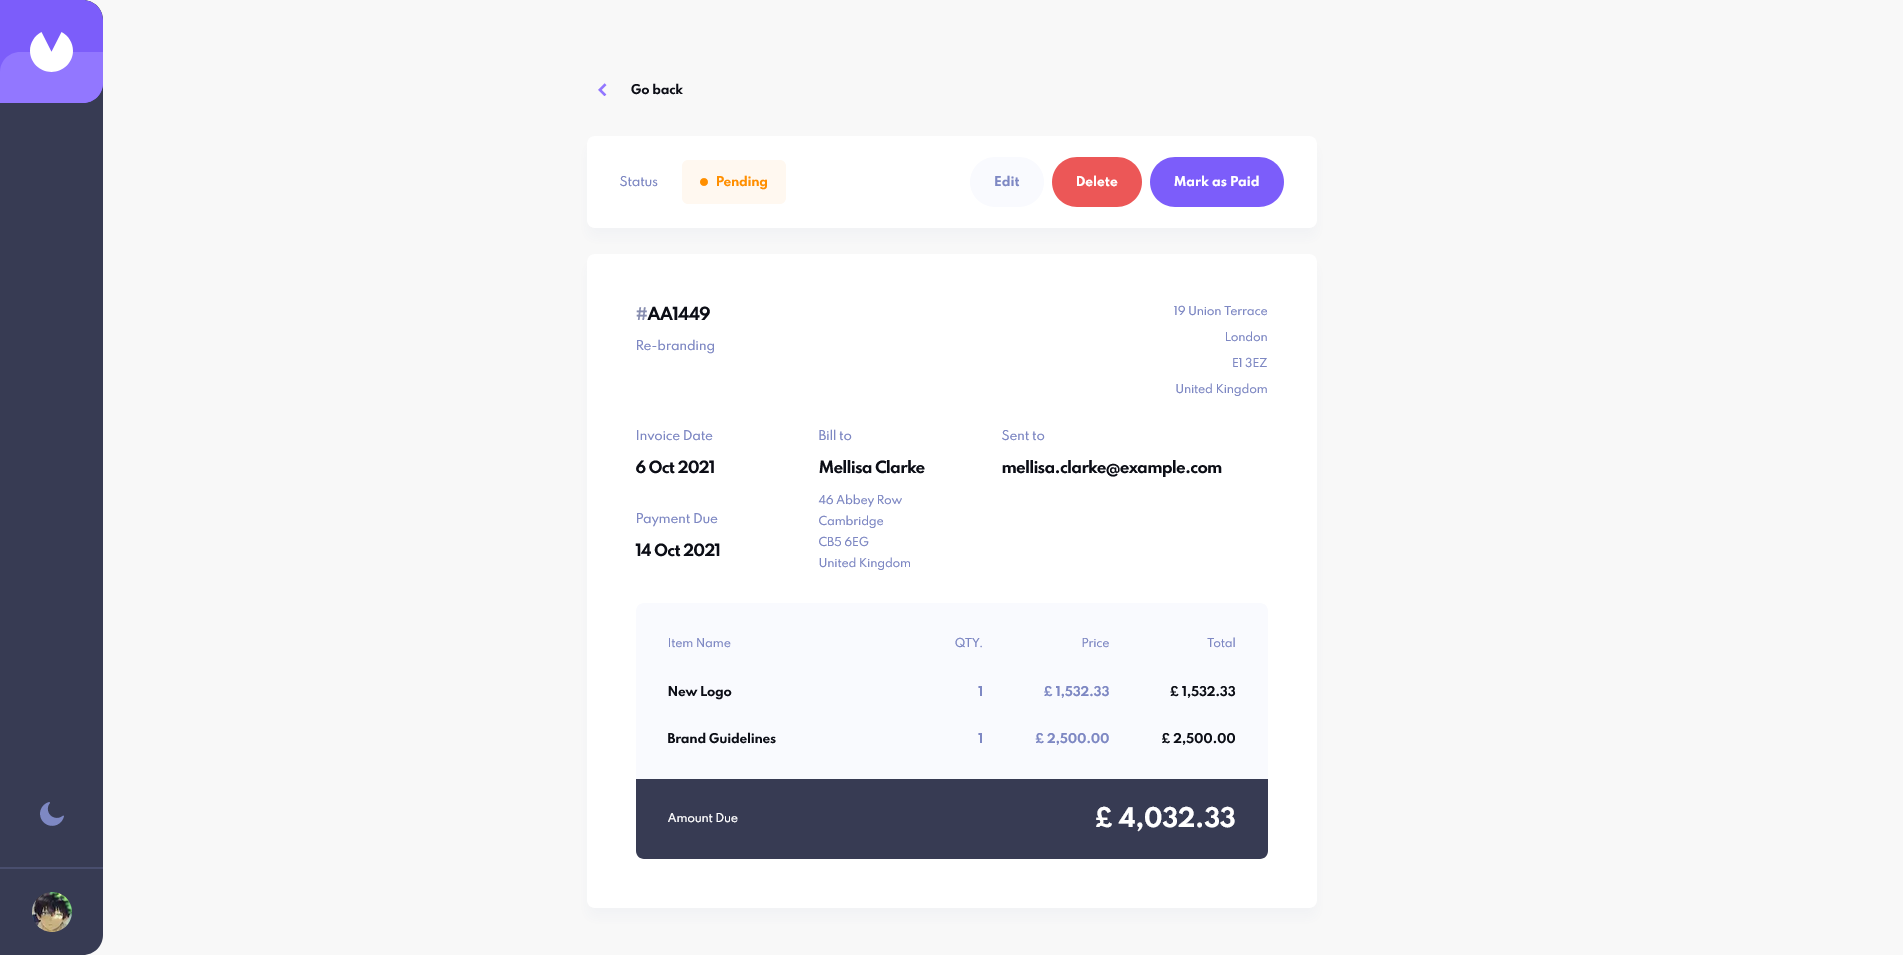 Go back
Status
Pending
Edit
Delete
Mark as Paid
#AA1449
Re-branding
19 Union Terrace
London
E1 3EZ
United Kingdom
Invoice Date
6 Oct 2021
Payment Due
14 Oct 2021
Bill to
Mellisa Clarke
46 Abbey Row
Cambridge
CB5 6EG
United Kingdom
Sent to
mellisa.clarke@example.com
Item Name QTY. Price Total
New Logo 1 £ 1,532.33 £ 1,532.33
Brand Guidelines 1 £ 2,500.00 £ 2,500.00
Amount Due £ 4,032.33